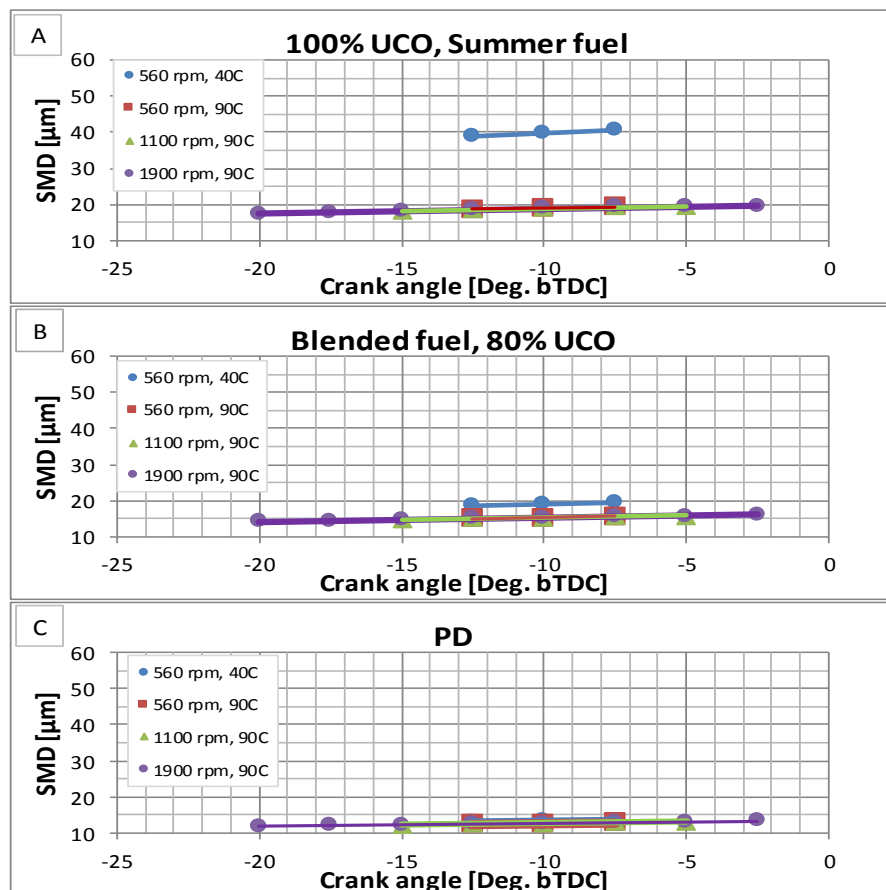 A
100% UCO, Summer fuel
60
50
40
30
20
10
SMD [µm]
560 rpm, 40C
560 rpm, 90C
1100 rpm, 90C
1900 rpm, 90C
-25 -20 -15 -10 -5 0
Crank angle [Deg. bTDC]
B
Blended fuel, 80% UCO
60
50
40
30
20
10
SMD [µm]
560 rpm, 40C
560 rpm, 90C
1100 rpm, 90C
1900 rpm, 90C
-25 -20 -15 -10 -5 0
Crank angle [Deg. bTDC]
C
PD
60
50
40
30
20
10
SMD [µm]
560 rpm, 40C
560 rpm, 90C
1100 rpm, 90C
1900 rpm, 90C
-25 -20 -15 -10 -5 0
Crank angle [Deg. bTDC]